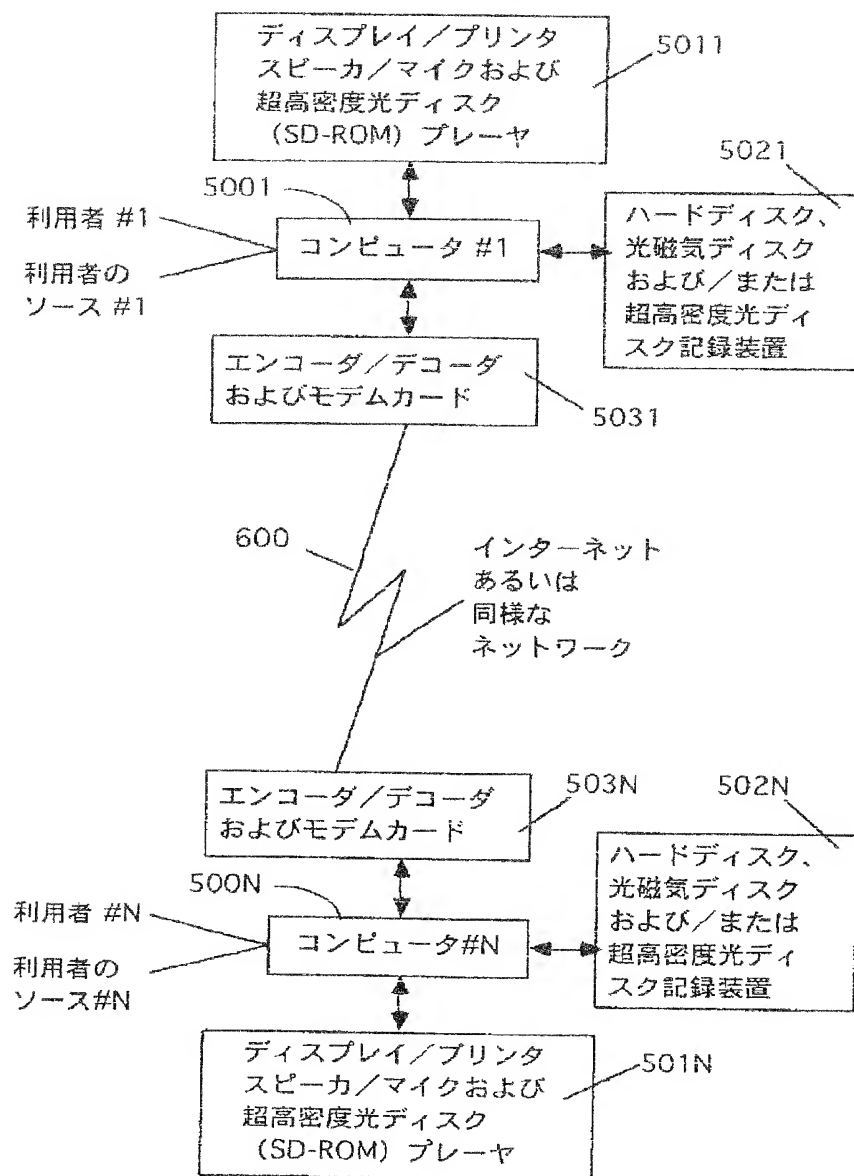 ディスプレイ／プリンタ
スピーカ／マイクおよび
超高密度光ディスク
（SD-ROM）プレーヤ
5011
5001
5021
利用者 #1
利用者の
ソース #1
コンピュータ #1
ハードディスク、
光磁気ディスク
および／または
超高密度光ディ
スク記録装置
エンコーダ／デコーダ
およびモデムカード
5031
600
インターネット
あるいは
同様な
ネットワーク
エンコーダ／デコーダ
およびモデムカード
503N
502N
500N
利用者 #N
利用者の
ソース#N
コンピュータ#N
ハードディスク、
光磁気ディスク
および／または
超高密度光ディ
スク記録装置
ディスプレイ／プリンタ
スピーカ／マイクおよび
超高密度光ディスク
（SD-ROM）プレーヤ
501N